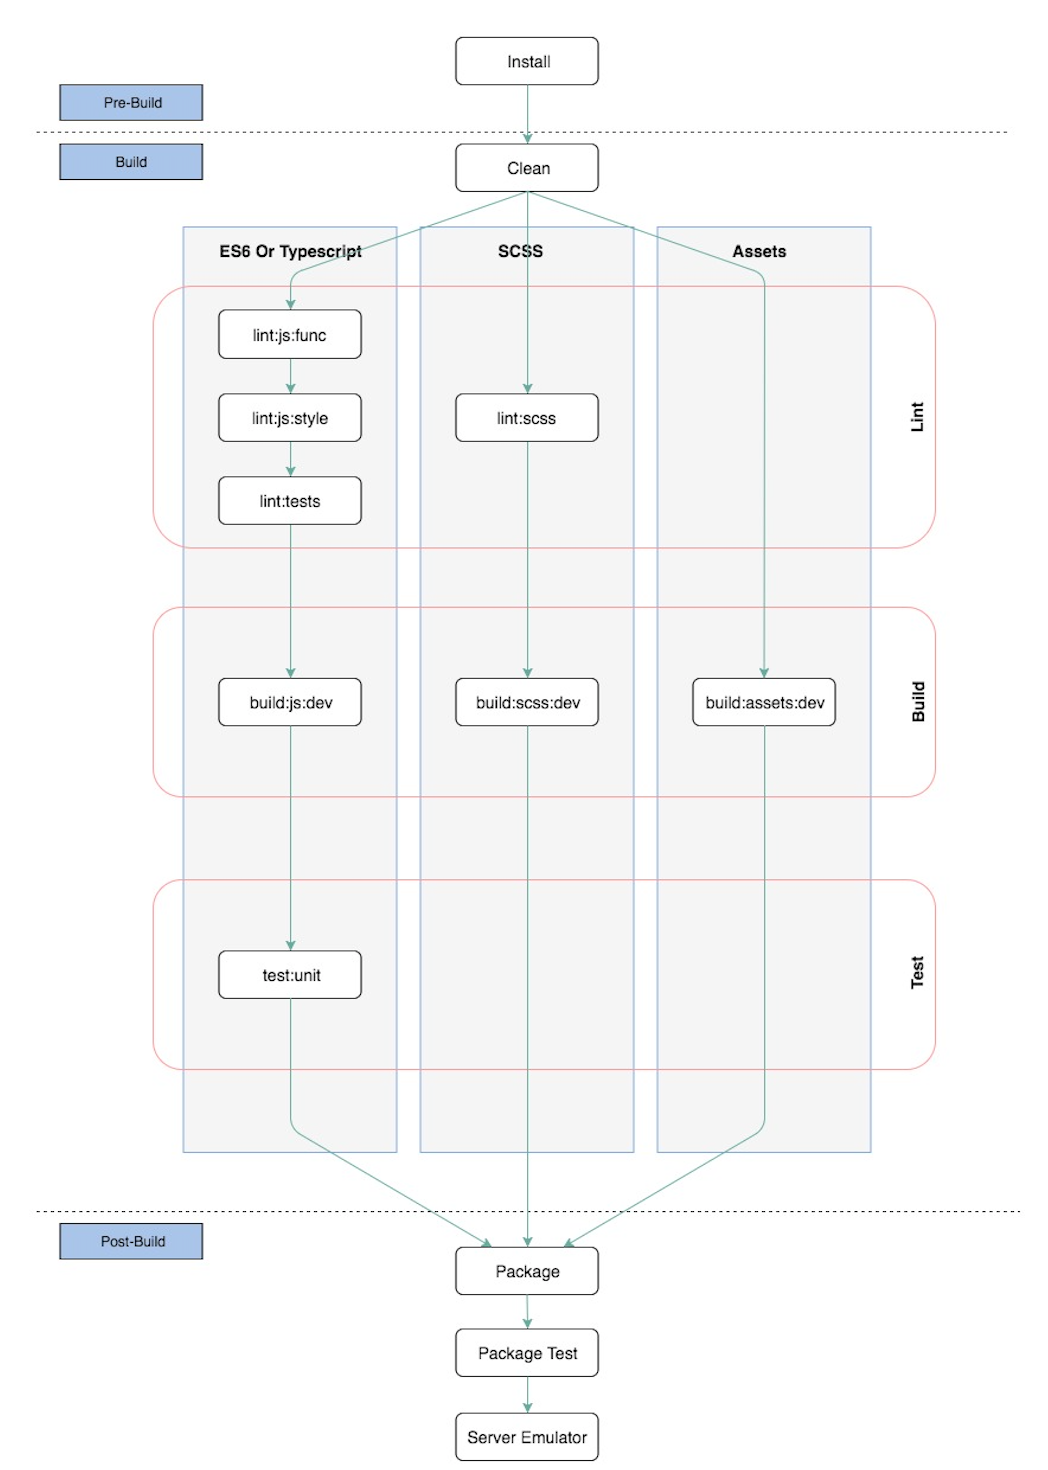 Install
Pre-Build
Build
Clean
ES6 Or Typescript
SCSS
Assets
lint:js:func
lint:js:style
lint:scss
Lint
lint:tests
build:js:dev
build:scss:dev
build:assets:dev
Build
test:unit
Test
Post-Build
Package
Package Test
Server Emulator